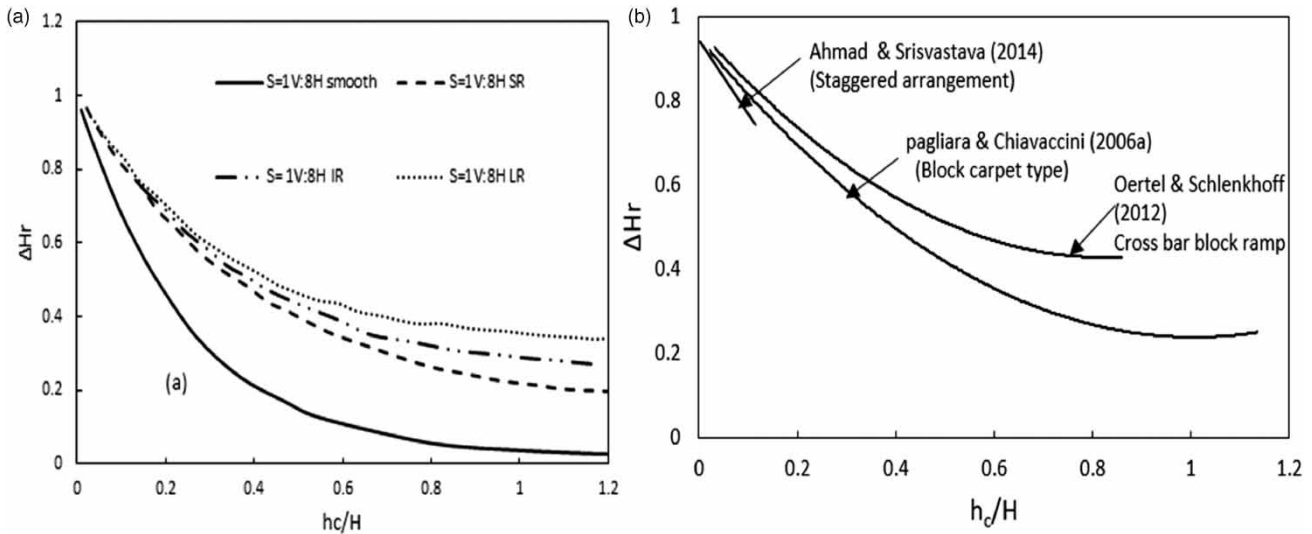 (a)
1.2
1
0.8
0.6
0.4
0.2
0
ΔHr
S=1V:8H smooth
S=1V:8H SR
S= 1V:8H IR
S=1V:8H LR
(a)
0
0.2
0.4
0.6
0.8
1
1.2
hc/H
(b)
1
0.8
0.6
0.4
0.2
0
ΔHr
Ahmad & Srisvastava (2014)
(Staggered arrangement)
pagliara & Chiavaccini (2006a)
(Block carpet type)
Oertel & Schlenkhoff
(2012)
Cross bar block ramp
0
0.2
0.4
0.6
0.8
1
1.2
hc/H